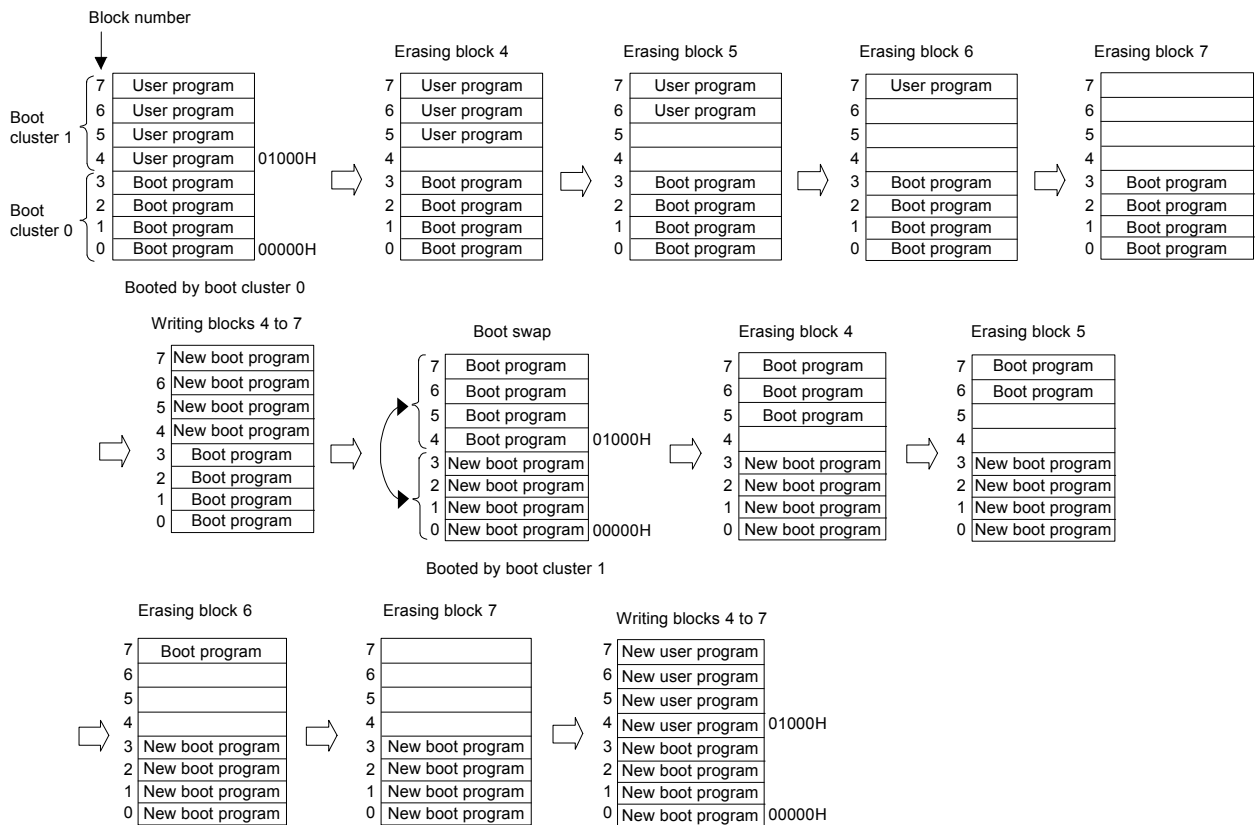 Block number
Erasing block 4
Erasing block 5
Erasing block 6
Erasing block 7
Boot cluster 1
Boot cluster 0
7 User program
6 User program
5 User program
4 User program 01000H
3 Boot program
2 Boot program
1 Boot program
0 Boot program 00000H
Booted by boot cluster 0
7 User program
6 User program
5 User program
4
3 Boot program
2 Boot program
1 Boot program
0 Boot program
7 User program
6 User program
5
4
3 Boot program
2 Boot program
1 Boot program
0 Boot program
7 User program
6
5
4
3 Boot program
2 Boot program
1 Boot program
0 Boot program
7
6
5
4
3 Boot program
2 Boot program
1 Boot program
0 Boot program
Writing blocks 4 to 7
7 New boot program
6 New boot program
5 New boot program
4 New boot program
3 Boot program
2 Boot program
1 Boot program
0 Boot program
Boot swap
7 Boot program
6 Boot program
5 Boot program
4 Boot program 01000H
3 New boot program
2 New boot program
1 New boot program
0 New boot program 00000H
Booted by boot cluster 1
Erasing block 4
7 Boot program
6 Boot program
5 Boot program
4
3 New boot program
2 New boot program
1 New boot program
0 New boot program
Erasing block 5
7 Boot program
6 Boot program
5
4
3 New boot program
2 New boot program
1 New boot program
0 New boot program
Erasing block 6
7 Boot program
6
5
4
3 New boot program
2 New boot program
1 New boot program
0 New boot program
Erasing block 7
7
6
5
4
3 New boot program
2 New boot program
1 New boot program
0 New boot program
Writing blocks 4 to 7
7 New user program
6 New user program
5 New user program
4 New user program 01000H
3 New boot program
2 New boot program
1 New boot program
0 New boot program 00000H